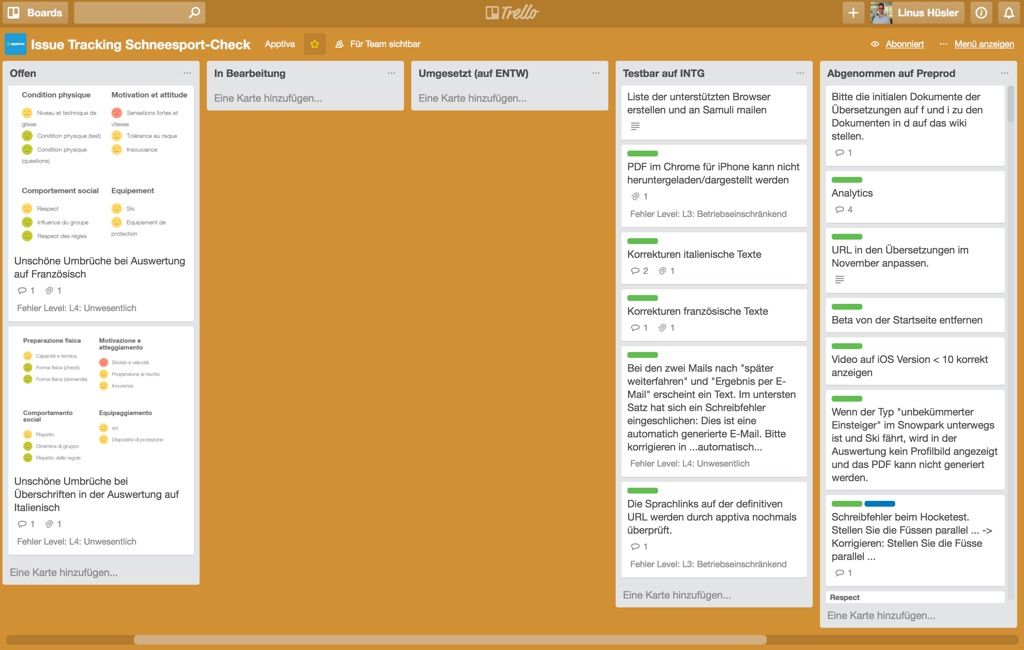 Boards
Trello
Linus Hüsler
Issue Tracking Schneesport-Check
Apptiva
Für Team sichtbar
Abonniert
Menü anzeigen
Offen
Condition physique
Motivation et attitude
Niveau et technique de
glisse
Condition physique (test)
Condition physique
(questions)
Sensations fortes et
vitesse
Tolérance au risque
Insouciance
Comportement social
Equipement
Respect
Influence du groupe
Respect des règles
Ski
Equipement de
protection
Unschöne Umbrüche bei Auswertung
auf Französisch
1 1
Fehler Level: L4: Unwesentlich
Preparazione fisica
Motivazione e
atteggiamento
Capacità e tecnica
Forma fisica (check)
Forma fisica (domande)
Brivido e velocità
Propensione al rischio
Incuranza
Comportamento
social
Equipaggiamento
Rispetto
Dinamica di gruppo
Rispetto delle regole
sci
Dispositivi di protezione
Unschöne Umbrüche bei
Überschriften in der Auswertung auf
Italienisch
1 1
Fehler Level: L4: Unwesentlich
Eine Karte hinzufügen...
In Bearbeitung
Eine Karte hinzufügen...
Umgesetzt (auf ENTW)
Eine Karte hinzufügen...
Testbar auf INTG
Liste der unterstützten Browser
erstellen und an Samuli mailen
PDF im Chrome für iPhone kann nicht
heruntergeladen/dargestellt werden
1
Fehler Level: L3: Betriebseinschränkend
Korrekturen italienische Texte
2 1
Korrekturen französische Texte
1 1
Bei den zwei Mails nach "später
weiterfahren" und "Ergebnis per E-
Mail" erscheint ein Text. Im untersten
Satz hat sich ein Schreibfehler
eingeschlichen: Dies ist eine
automatich generierte E-Mail. Bitte
korrigieren in ...automatisch...
Fehler Level: L4: Unwesentlich
Die Sprachlinks auf der definitiven
URL werden durch apptiva nochmals
überprüft.
1
Fehler Level: L3: Betriebseinschränkend
Eine Karte hinzufügen...
Abgenommen auf Preprod
Bitte die initialen Dokumente der
Übersetzungen auf f und i zu den
Dokumenten in d auf das wiki
stellen.
1
Analytics
4
URL in den Übersetzungen im
November anpassen.
Beta von der Startseite entfernen
Video auf iOS Version < 10 korrekt
anzeigen
Wenn der Typ "unbekümmerter
Einsteiger" im Snowpark unterwegs
ist und Ski fährt, wird in der
Auswertung kein Profilbild angezeigt
und das PDF kann nicht generiert
werden.
Schreibfehler beim Hocketest.
Stellen Sie die Füssen parallel ... ->
Korrigieren: Stellen Sie die Füsse
parallel ...
1
Respect
Eine Karte hinzufügen...